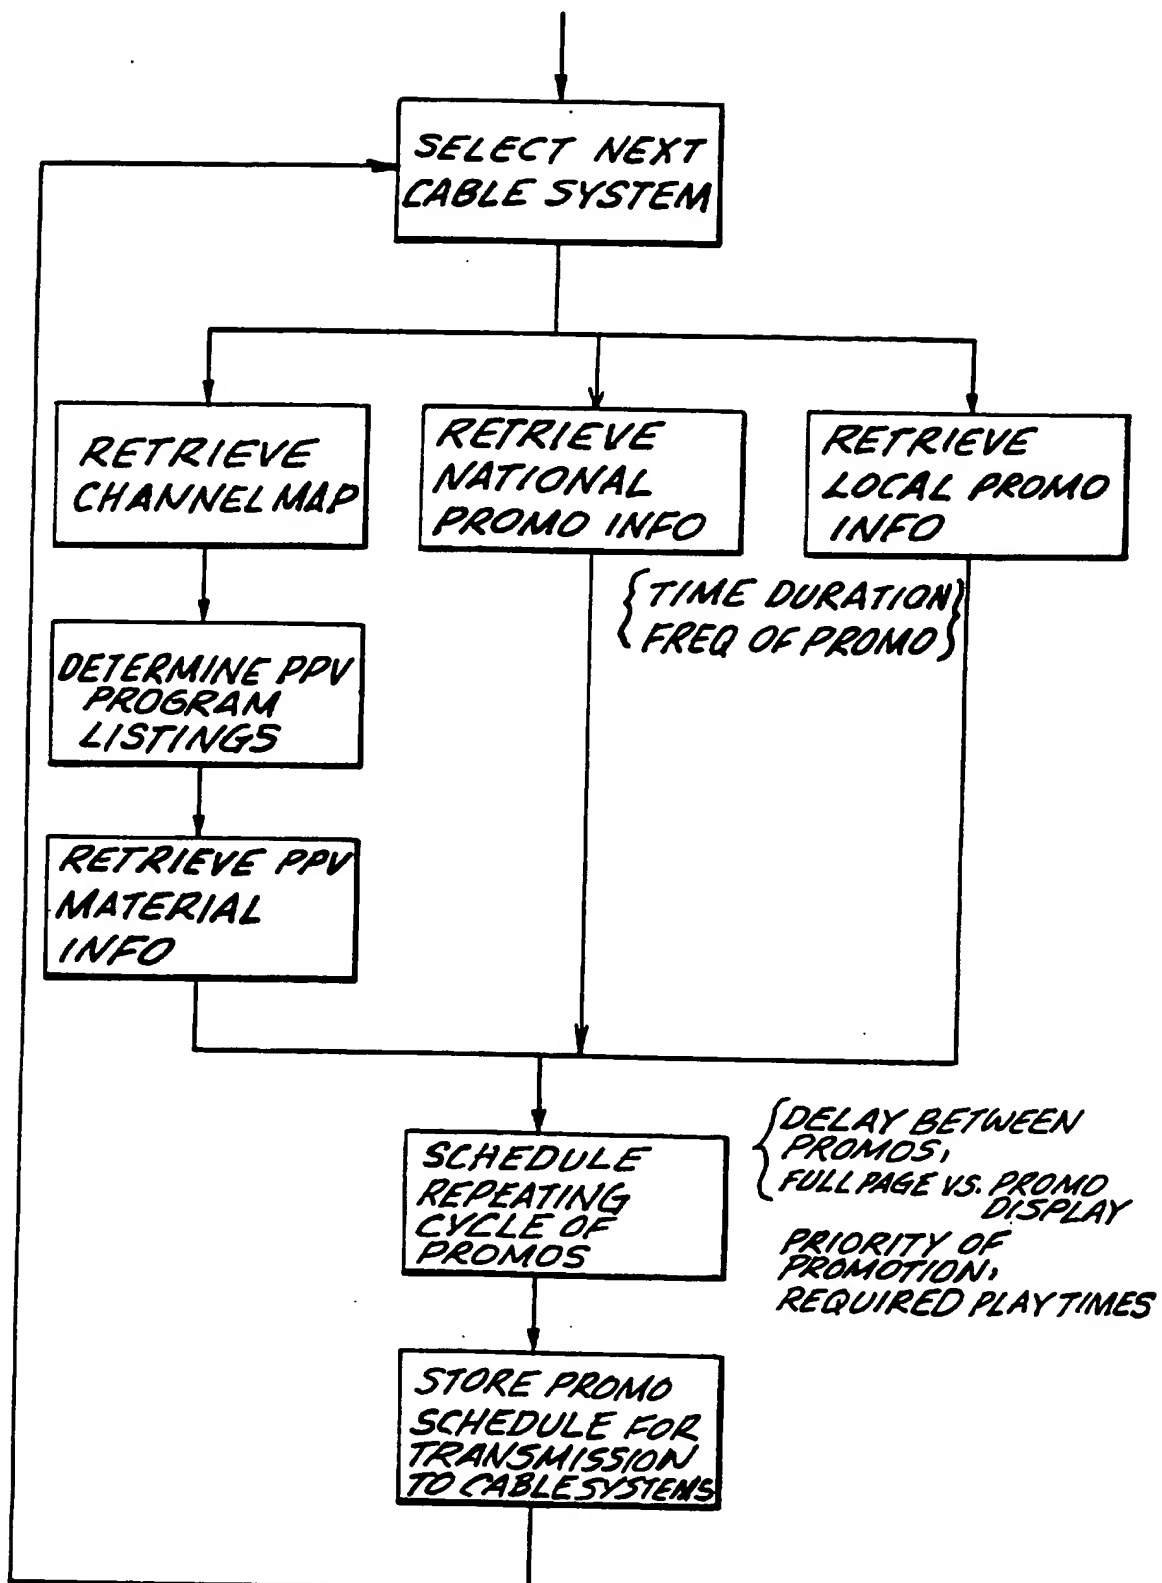 SELECT NEXT
CABLE SYSTEM
RETRIEVE
CHANNEL MAP
RETRIEVE
NATIONAL
PROMO INFO
RETRIEVE
LOCAL PROMO
INFO
{TIME DURATION}
{FREQ OF PROMO}
DETERMINE PPV
PROGRAM
LISTINGS
RETRIEVE PPV
MATERIAL
INFO
SCHEDULE
REPEATING
CYCLE OF
PROMOS
DELAY BETWEEN
PROMOS,
FULL PAGE VS. PROMO
DISPLAY
PRIORITY OF
PROMOTION,
REQUIRED PLAY TIMES
STORE PROMO
SCHEDULE FOR
TRANSMISSION
TO CABLE SYSTEMS